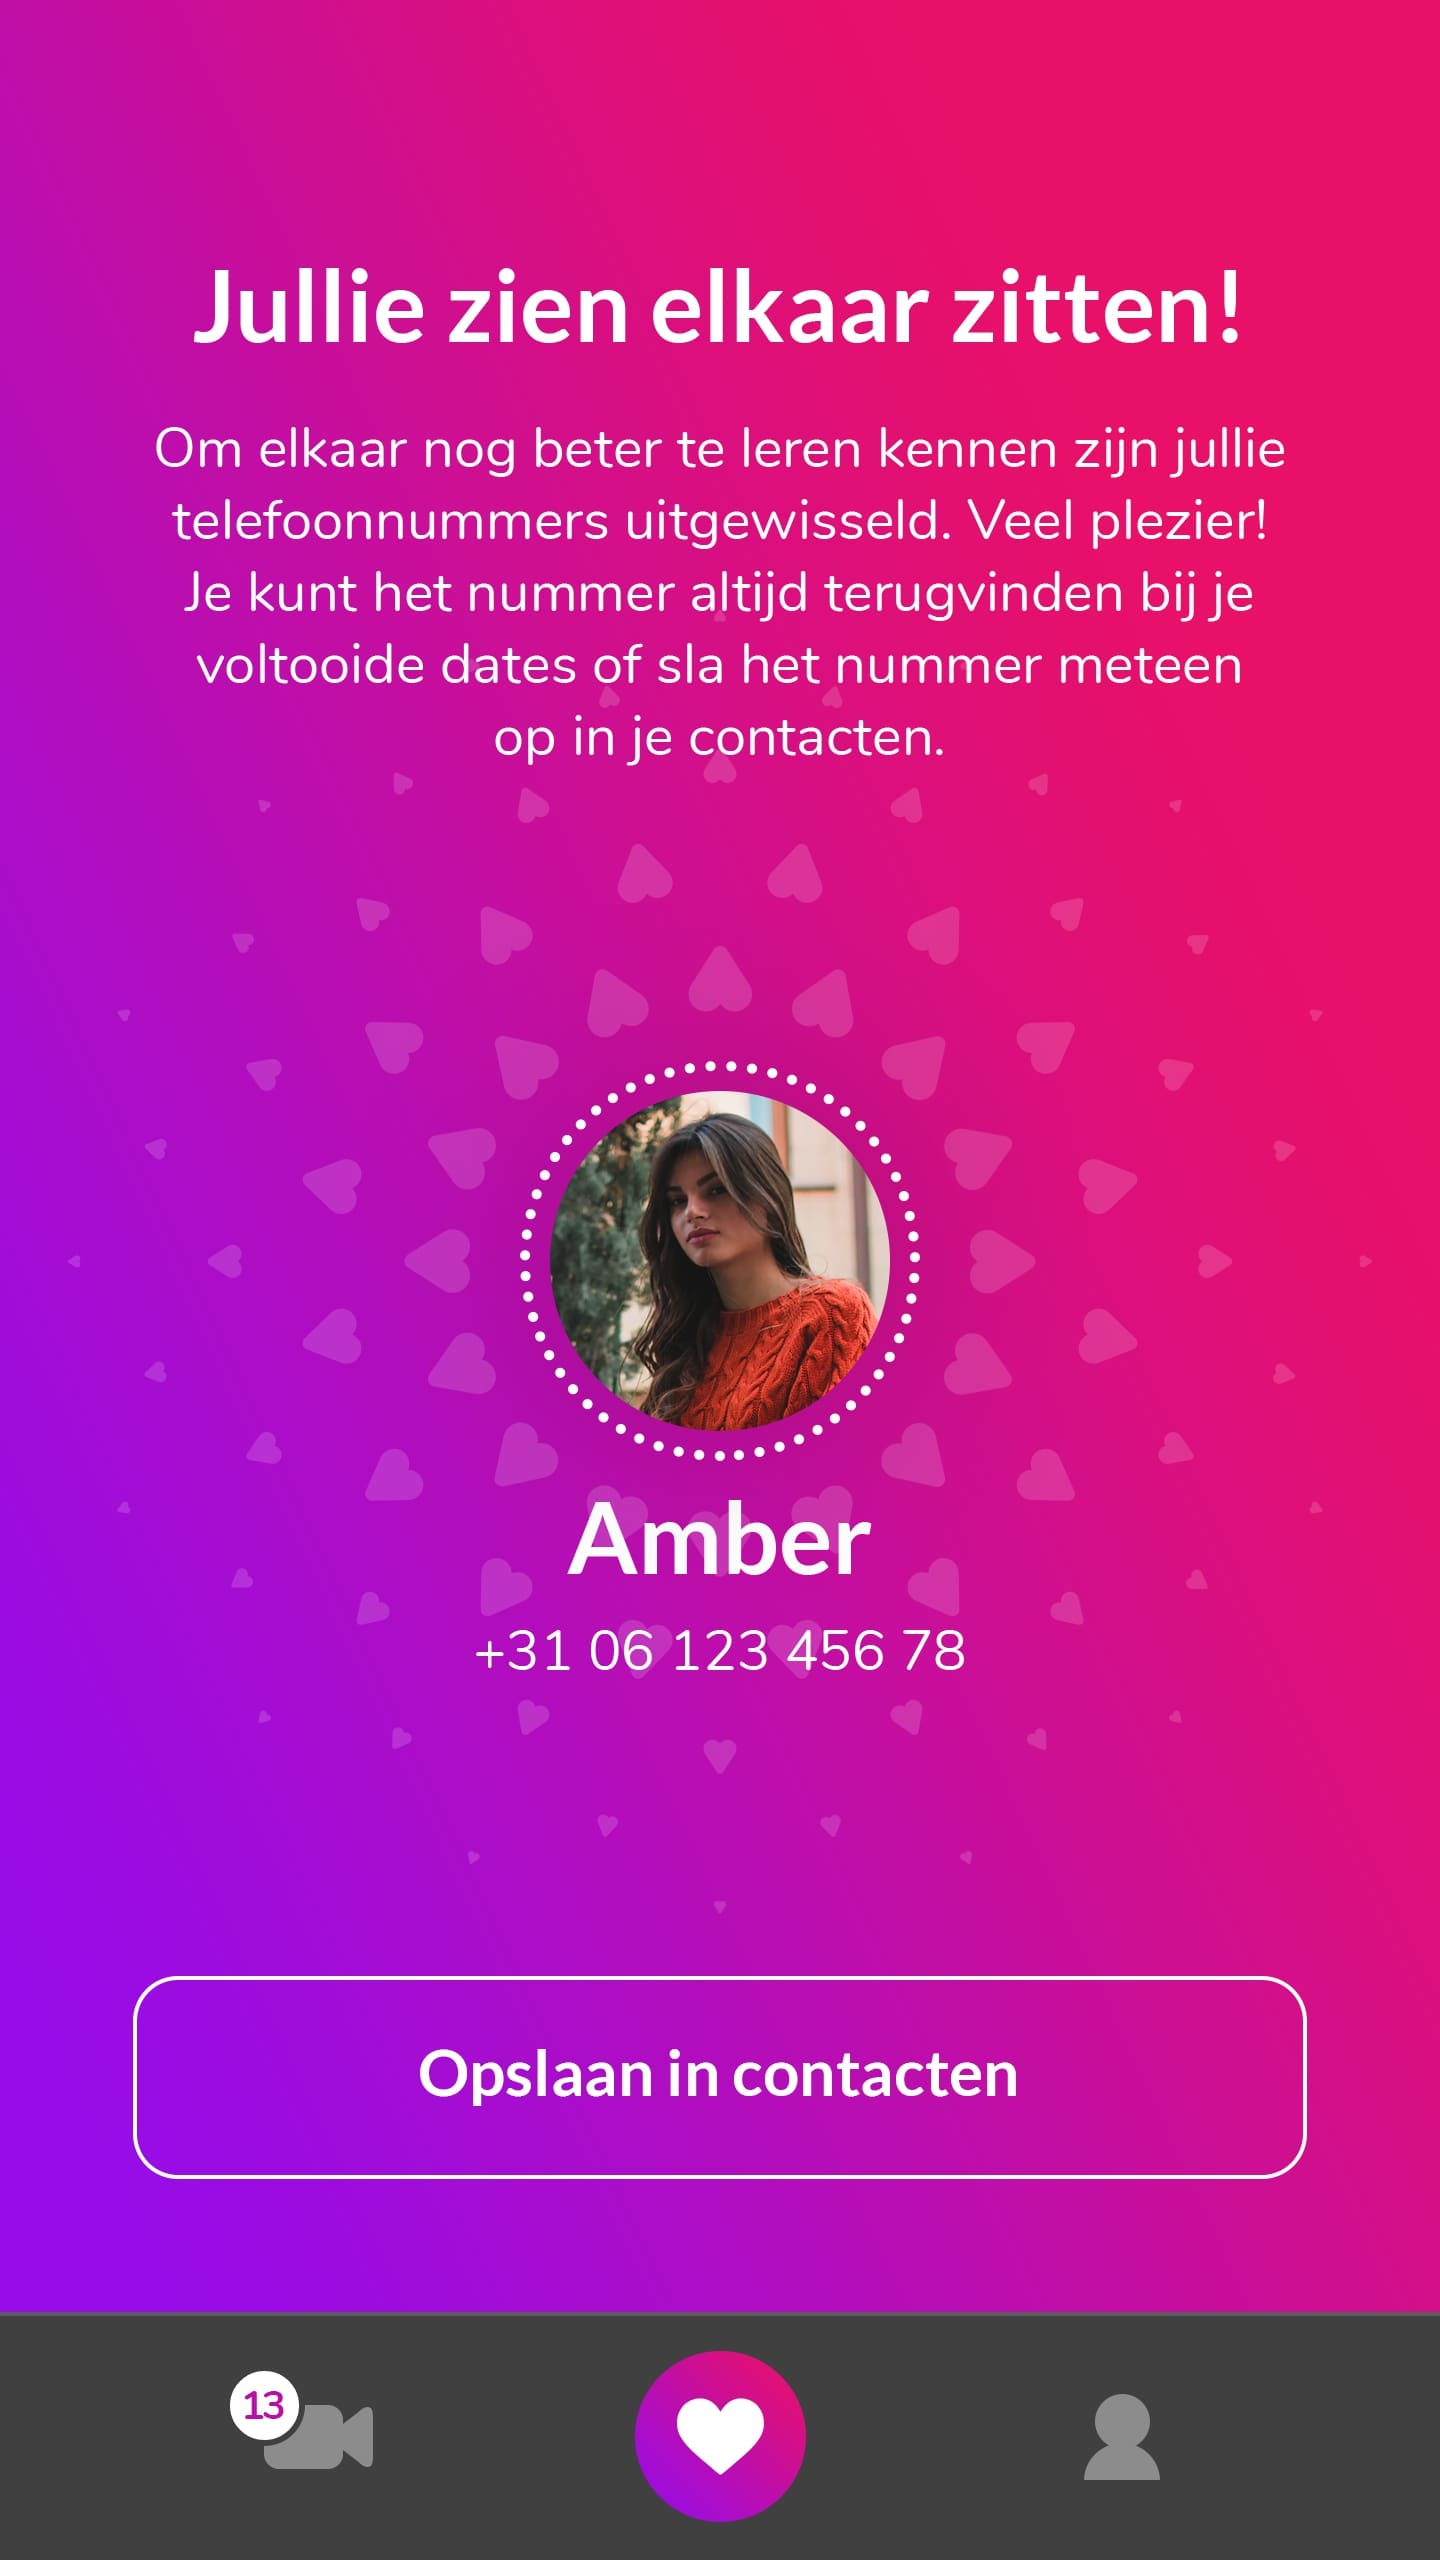 Jullie zien elkaar zitten!
Om elkaar nog beter te leren kennen zijn jullie
telefoonnummers uitgewisseld. Veel plezier!
Je kunt het nummer altijd terugvinden bij je
voltooide dates of sla het nummer meteen
op in je contacten.
Amber
+31 06 123 456 78
Opslaan in contacten
13